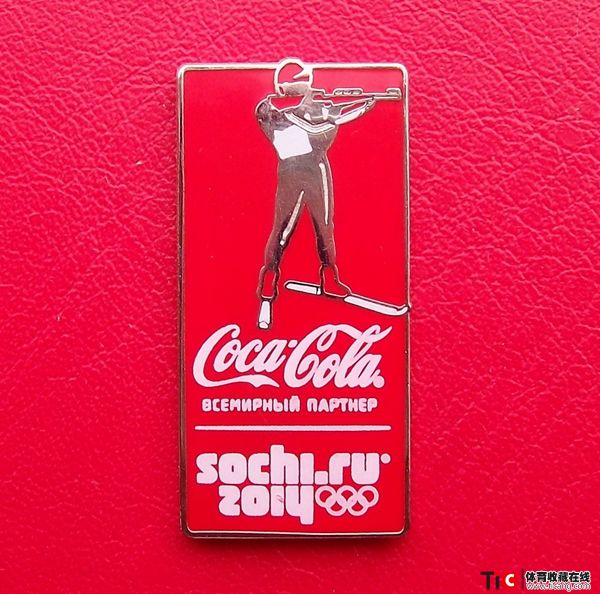 Coca-Cola
ВСЕМИРНЫЙ ПАРТНЕР
sochi.ru
2014
体育收藏在线